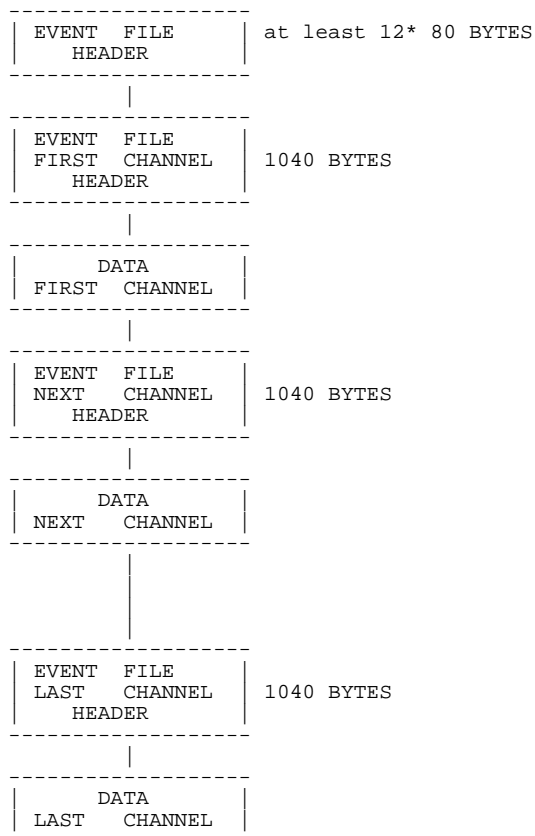 EVENT FILE at least 12* 80 BYTES
HEADER
EVENT FILE
FIRST CHANNEL 1040 BYTES
HEADER
DATA
FIRST CHANNEL
EVENT FILE
NEXT CHANNEL 1040 BYTES
HEADER
DATA
NEXT CHANNEL
EVENT FILE
LAST CHANNEL 1040 BYTES
HEADER
DATA
LAST CHANNEL